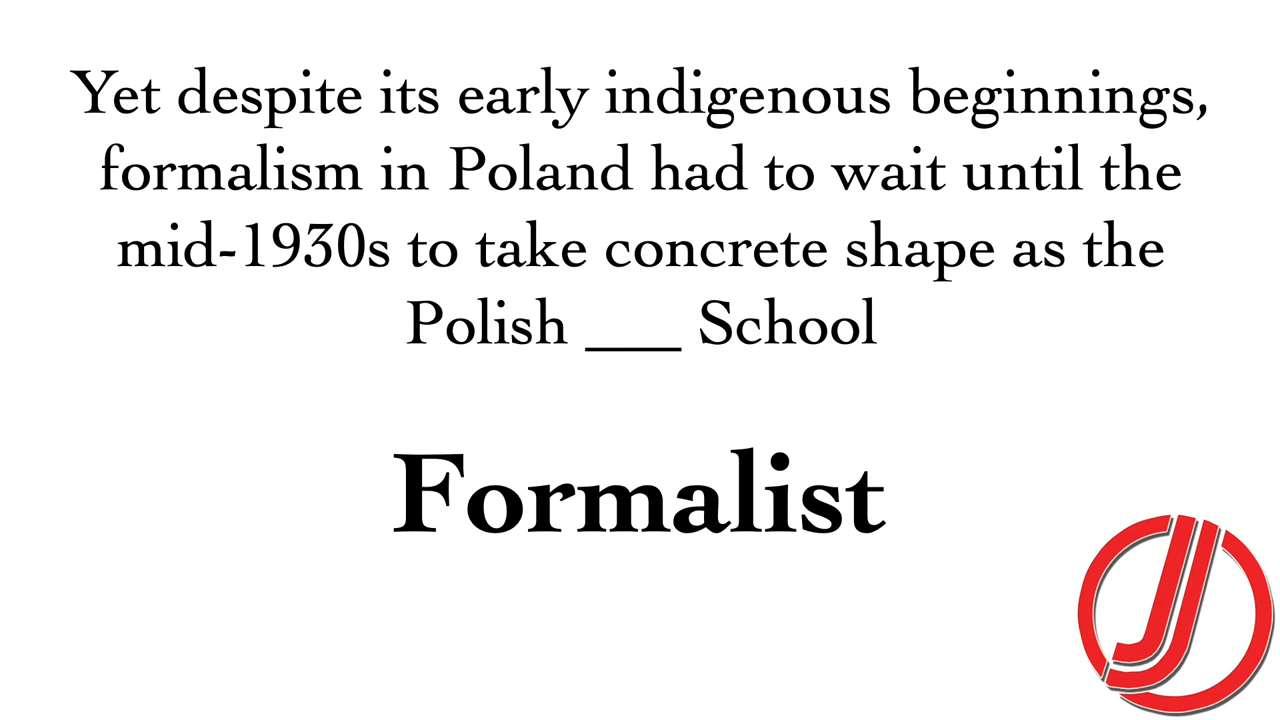 Yet despite its early indigenous beginnings,
formalism in Poland had to wait until the
mid-1930s to take concrete shape as the
Polish ___ School
Formalist